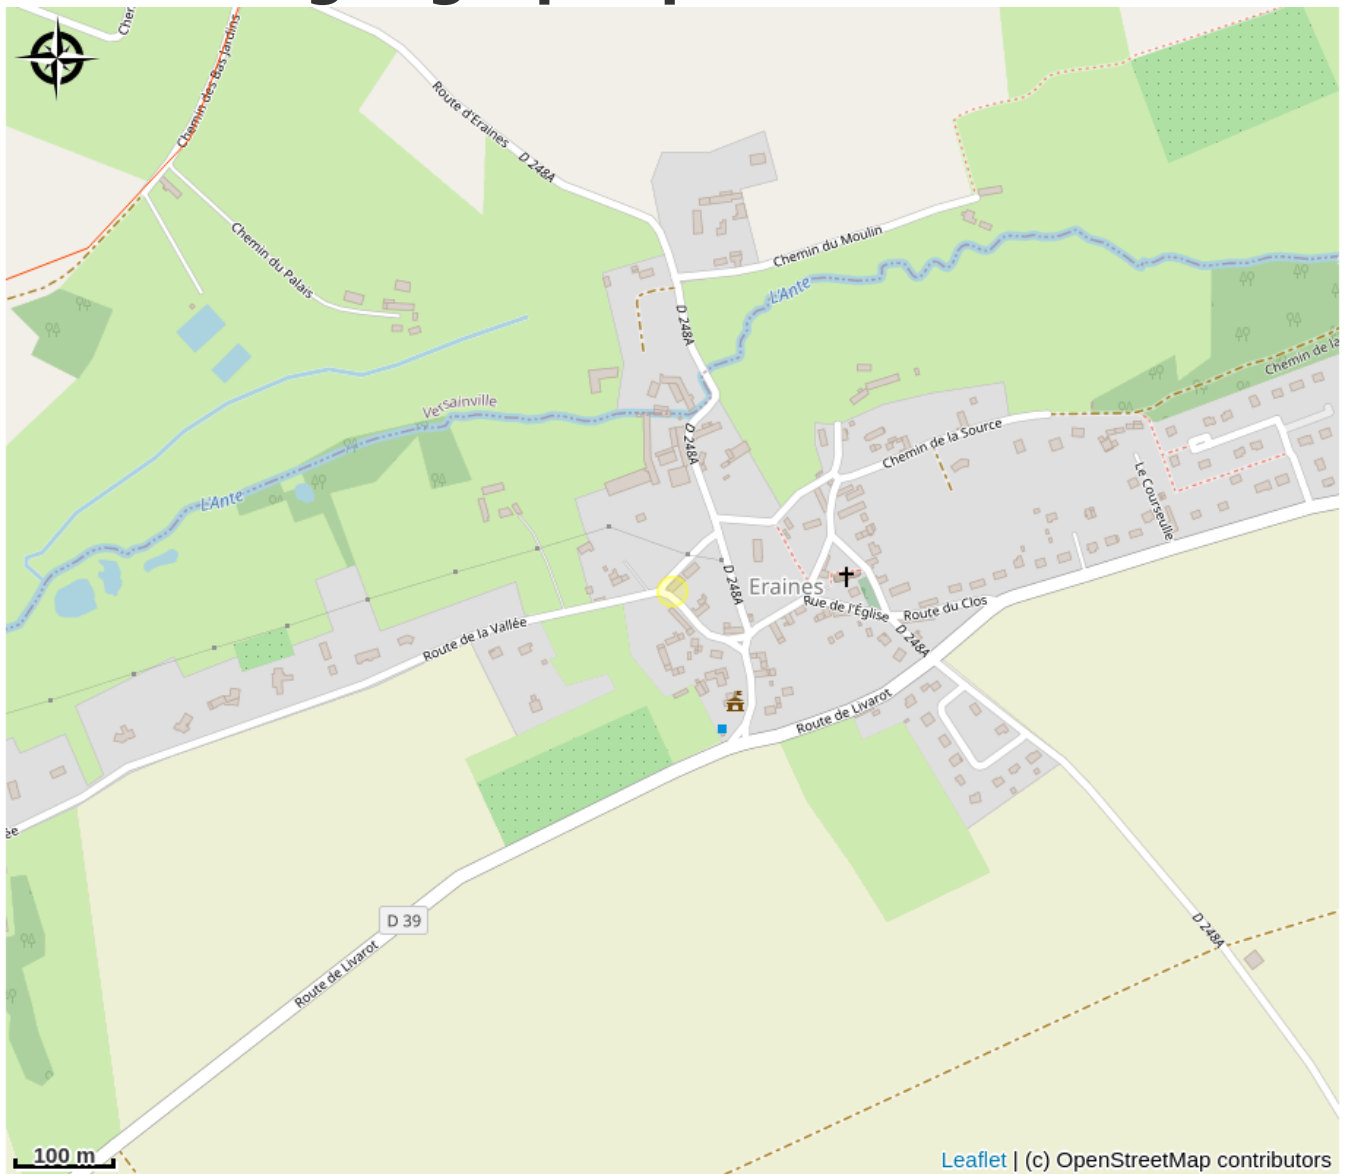 Chemin des Bas Jardins
Route d'Eraines
D 248A
Chemin du Palais
Chemin du Moulin
L'Ante
D 248A
Chemin de la
Versainville
D 248A
Chemin de la Source
L'Ante
Le Courseulle
D 248A
Eraines
Rue de l'Église
Route du Clos
Route de la Vallée
D 248A
Route de Livarot
ée
D 39
D 248A
Route de Livarot
100 m
Leaflet | (c) OpenStreetMap contributors